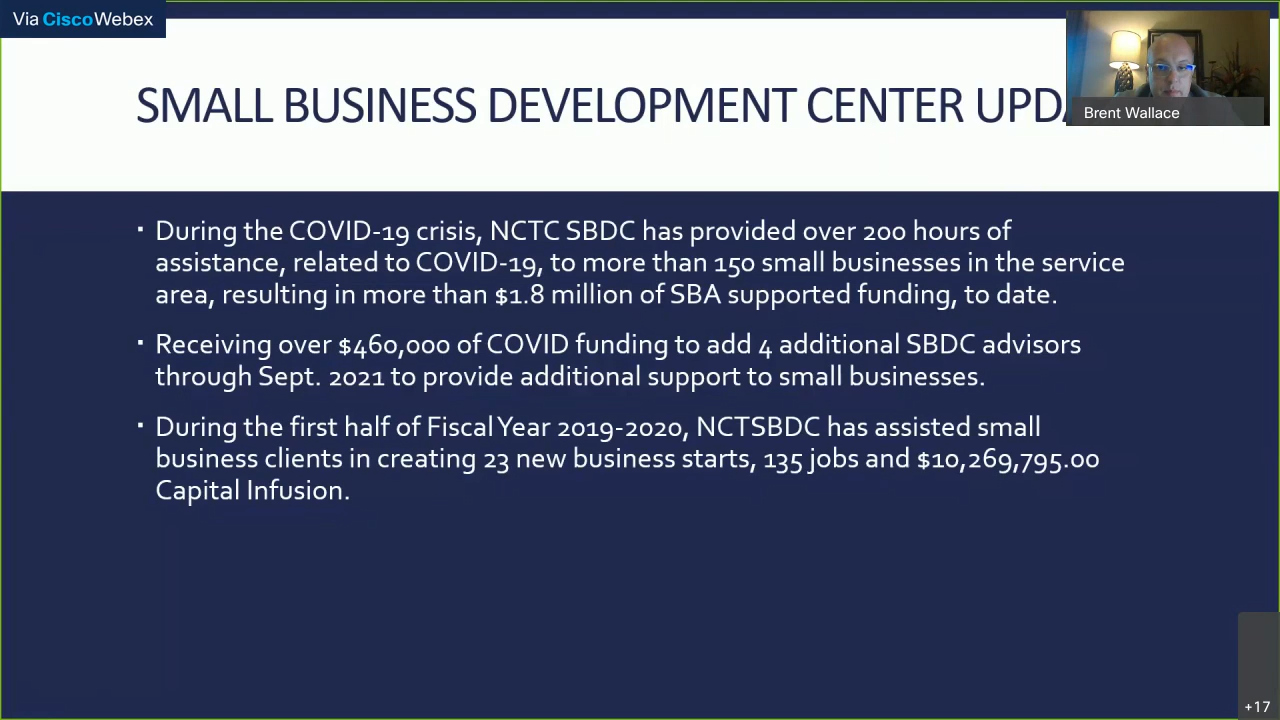 Via CiscoWebex
SMALL BUSINESS DEVELOPMENT CENTER
Brent Wallace
▪ During the COVID-19 crisis, NCTC SBDC has provided over 200 hours of
assistance, related to COVID-19, to more than 150 small businesses in the service
area, resulting in more than $1.8 million of SBA supported funding, to date.
▪ Receiving over $460,000 of COVID funding to add 4 additional SBDC advisors
through Sept. 2021 to provide additional support to small businesses.
▪ During the first half of Fiscal Year 2019-2020, NCTSBDC has assisted small
business clients in creating 23 new business starts, 135 jobs and $10,269,795.00
Capital Infusion.
+17